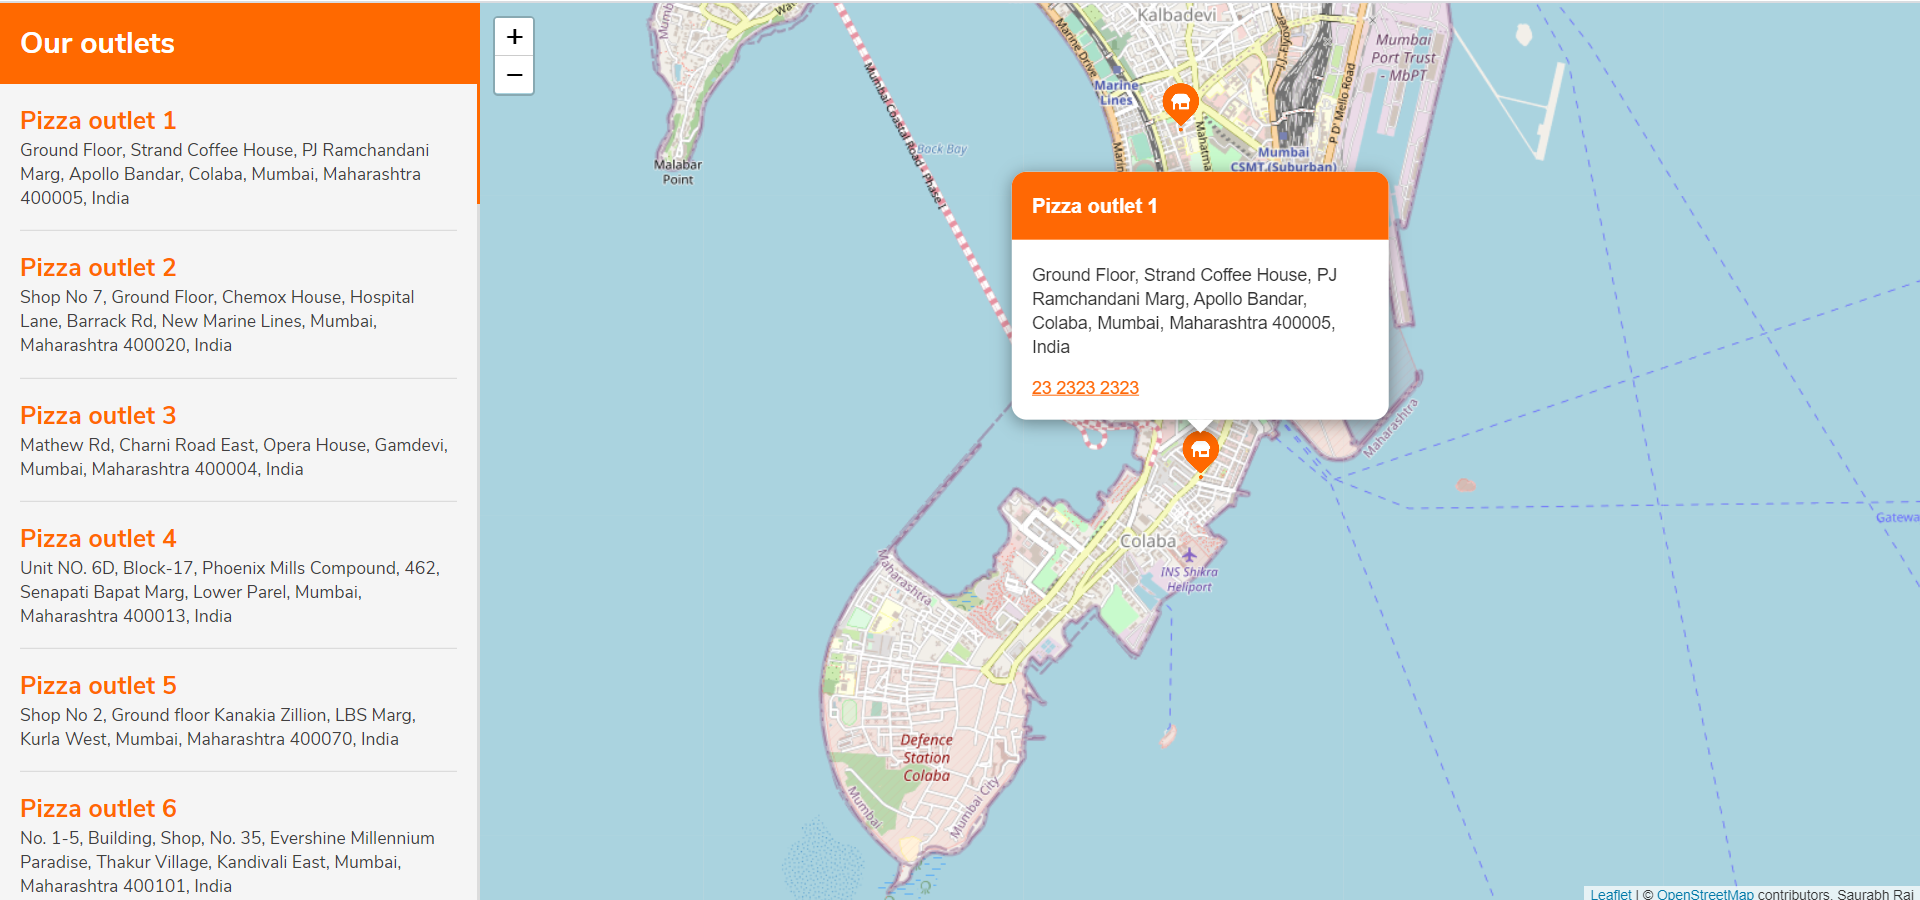 Our outlets
Pizza outlet 1
Ground Floor, Strand Coffee House, PJ Ramchandani
Marg, Apollo Bandar, Colaba, Mumbai, Maharashtra
400005, India
Pizza outlet 2
Shop No 7, Ground Floor, Chemox House, Hospital
Lane, Barrack Rd, New Marine Lines, Mumbai,
Maharashtra 400020, India
Pizza outlet 3
Mathew Rd, Charni Road East, Opera House, Gamdevi,
Mumbai, Maharashtra 400004, India
Pizza outlet 4
Unit NO. 6D, Block-17, Phoenix Mills Compound, 462,
Senapati Bapat Marg, Lower Parel, Mumbai,
Maharashtra 400013, India
Pizza outlet 5
Shop No 2, Ground floor Kanakia Zillion, LBS Marg,
Kurla West, Mumbai, Maharashtra 400070, India
Pizza outlet 6
No. 1-5, Building, Shop, No. 35, Evershine Millennium
Paradise, Thakur Village, Kandivali East, Mumbai,
Maharashtra 400101, India
+
−
Kalbadevi
Marine Drive
J.J. Flyover
Mumbai
Port Trust
- MbPT
P D' Mello Road
Marine
Lines
Mahatma
Mumbai
CSMT (Suburban)
Mumbai Coastal Road (Phase I
Back Bay
Malabar
Point
Pizza outlet 1
Ground Floor, Strand Coffee House, PJ
Ramchandani Marg, Apollo Bandar,
Colaba, Mumbai, Maharashtra 400005,
India
23 2323 2323
Maharashtra
Gatewa
Colaba
INS Shikra
Heliport
Maharashtra
Defence
Station
Colaba
Mumbai
Mumbai City
Leaflet | © OpenStreetMap contributors, Saurabh Rai